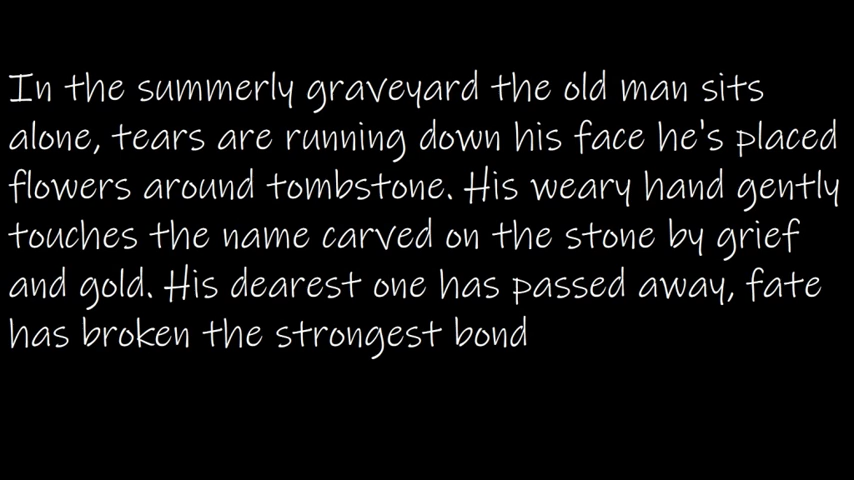 In the summerly graveyard the old man sits
alone, tears are running down his face he's placed
flowers around tombstone. His weary hand gently
touches the name carved on the stone by grief
and gold. His dearest one has passed away, fate
has broken the strongest bond